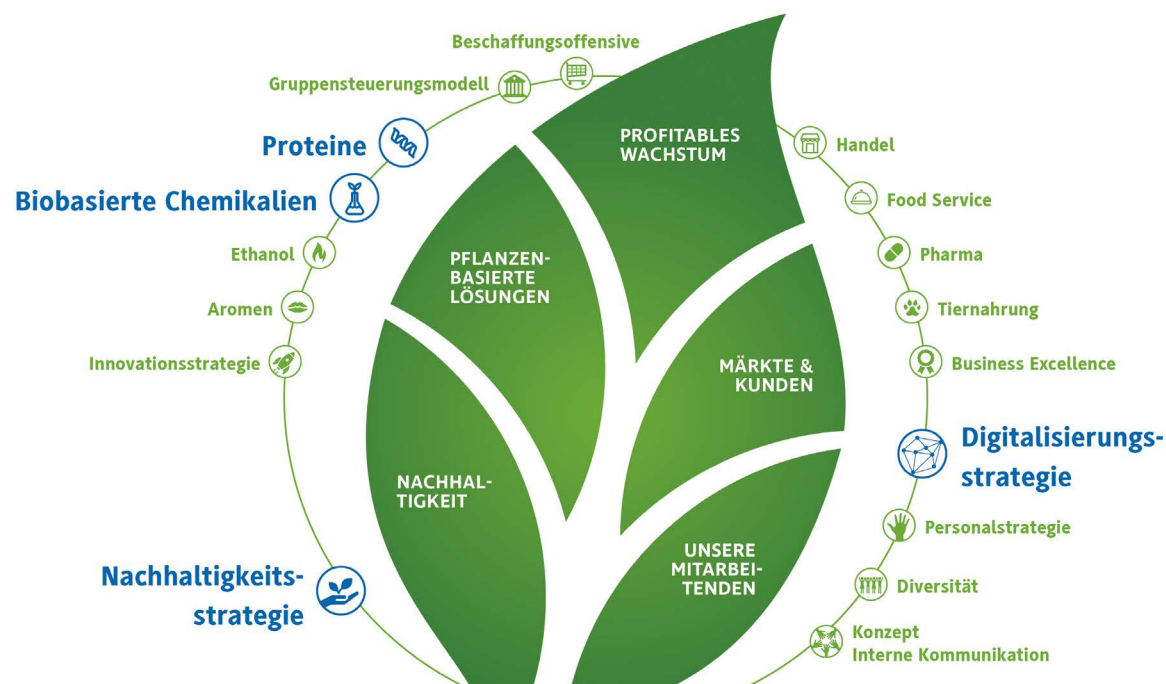 Beschaffungsoffensive
Gruppensteuerungsmodell
Proteine
Biobasierte Chemikalien
Ethanol
Aromen
Innovationsstrategie
Nachhaltigkeits-
strategie
PROFITABLES
WACHSTUM
PFLANZEN-
BASIERTE
LÖSUNGEN
MÄRKTE &
KUNDEN
NACHHAL-
TIGKEIT
UNSERE
MITARBEI-
TENDEN
Handel
Food Service
Pharma
Tiernahrung
Business Excellence
Digitalisierungs-
strategie
Personalstrategie
Diversität
Konzept
Interne Kommunikation